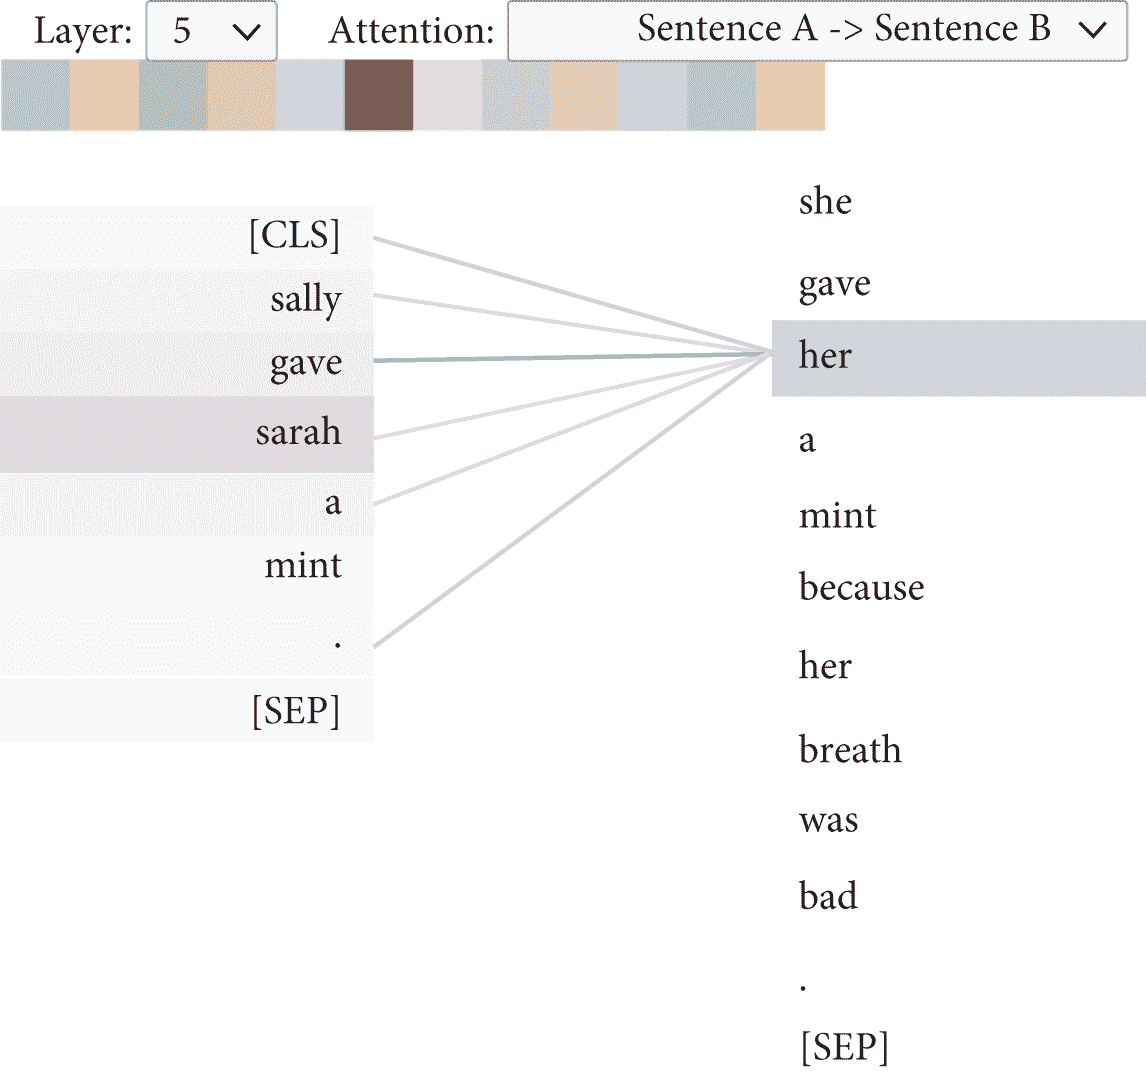 Layer: 5 Attention: Sentence A -> Sentence B
[CLS]
sally
gave
sarah
a
mint
.
[SEP]
she
gave
her
a
mint
because
her
breath
was
bad
.
[SEP]